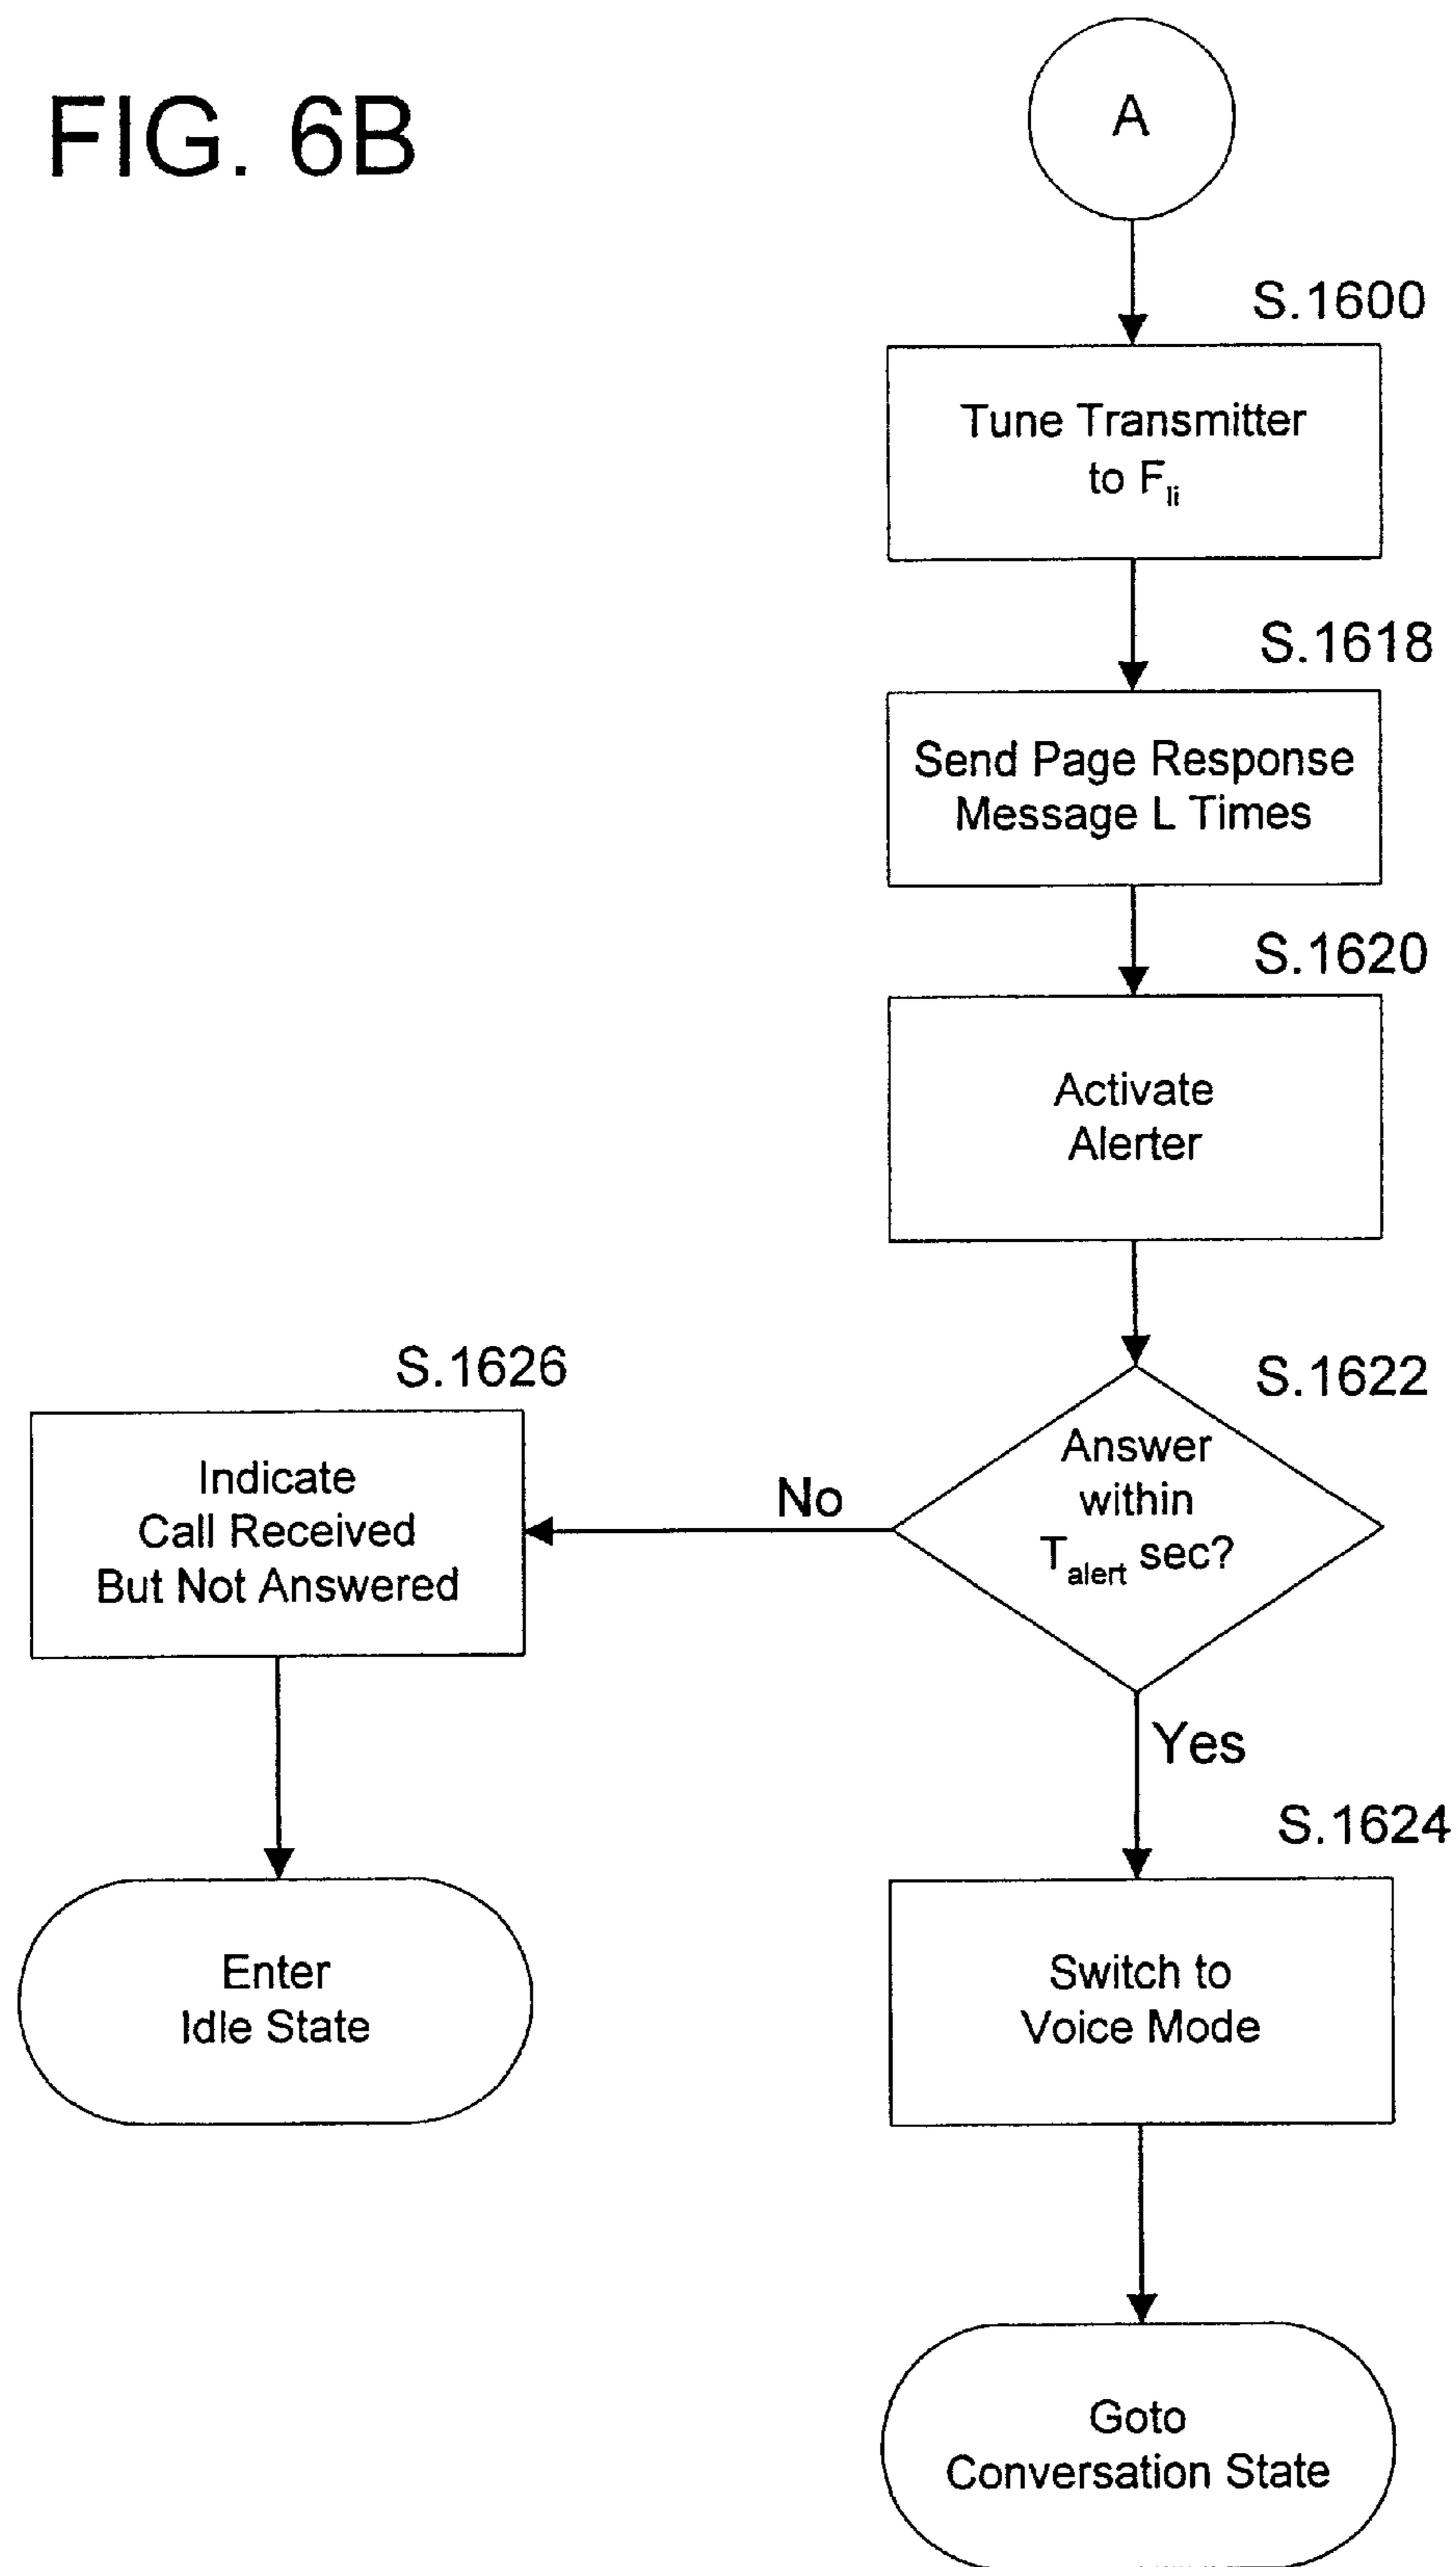 FIG. 6B
A
S.1600
Tune Transmitter
to Fli
S.1618
Send Page Response
Message L Times
S.1620
Activate
Alerter
S.1622
Answer
within
Talert sec?
No
S.1626
Indicate
Call Received
But Not Answered
Enter
Idle State
Yes
S.1624
Switch to
Voice Mode
Goto
Conversation State